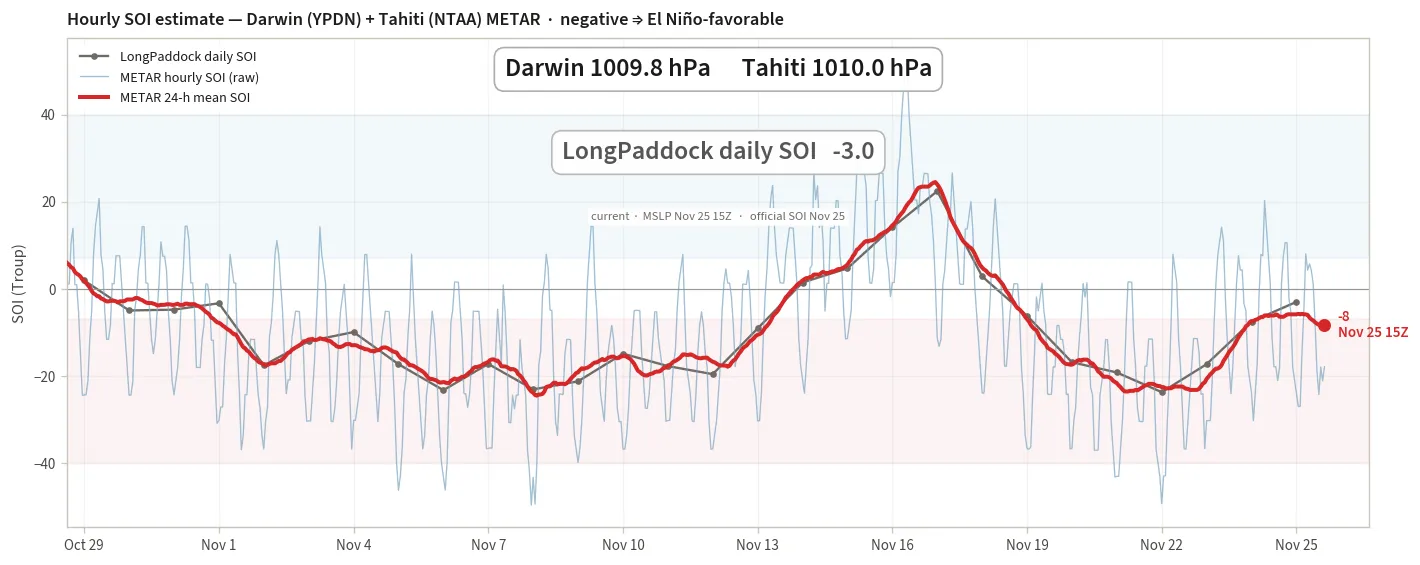 Hourly SOI estimate — Darwin (YPDN) + Tahiti (NTAA) METAR · negative ⇒ El Niño-favorable
LongPaddock daily SOI
METAR hourly SOI (raw)
METAR 24-h mean SOI
Darwin 1009.8 hPa Tahiti 1010.0 hPa
LongPaddock daily SOI -3.0
current · MSLP Nov 25 15Z · official SOI Nov 25
SOI (Troup)
40
20
0
−20
−40
-8
Nov 25 15Z
Oct 29 Nov 1 Nov 4 Nov 7 Nov 10 Nov 13 Nov 16 Nov 19 Nov 22 Nov 25